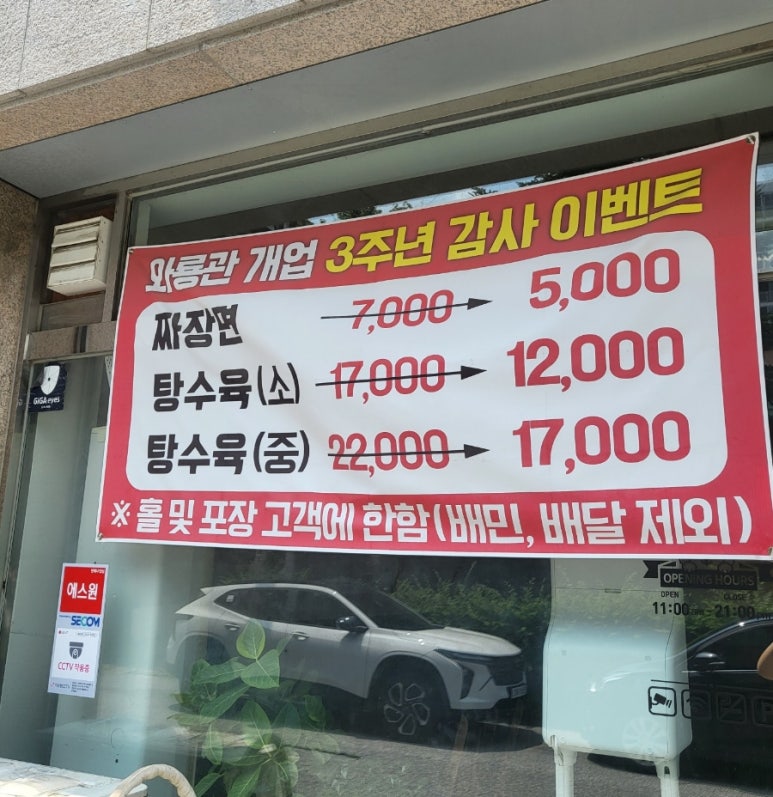 와룡관 개업 3주년 감사 이벤트
짜장면 7,000 5,000
탕수육(소) 17,000 12,000
탕수육(중) 22,000 17,000
※ 홀 및 포장 고객에 한함(배민, 배달 제외)
GiGA eyes
에스원
SECOM
CCTV 작동중
OPENING HOURS
OPEN CLOSE
11:00 - 21:00